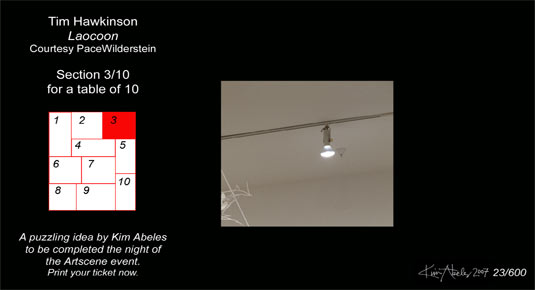 Tim Hawkinson
Laocoon
Courtesy PaceWilderstein
Section 3/10
for a table of 10
1 2 3
4 5
6 7
8 9 10
A puzzling idea by Kim Abeles
to be completed the night of
the Artscene event.
Print your ticket now.
Kim Abeles 2007 23/600